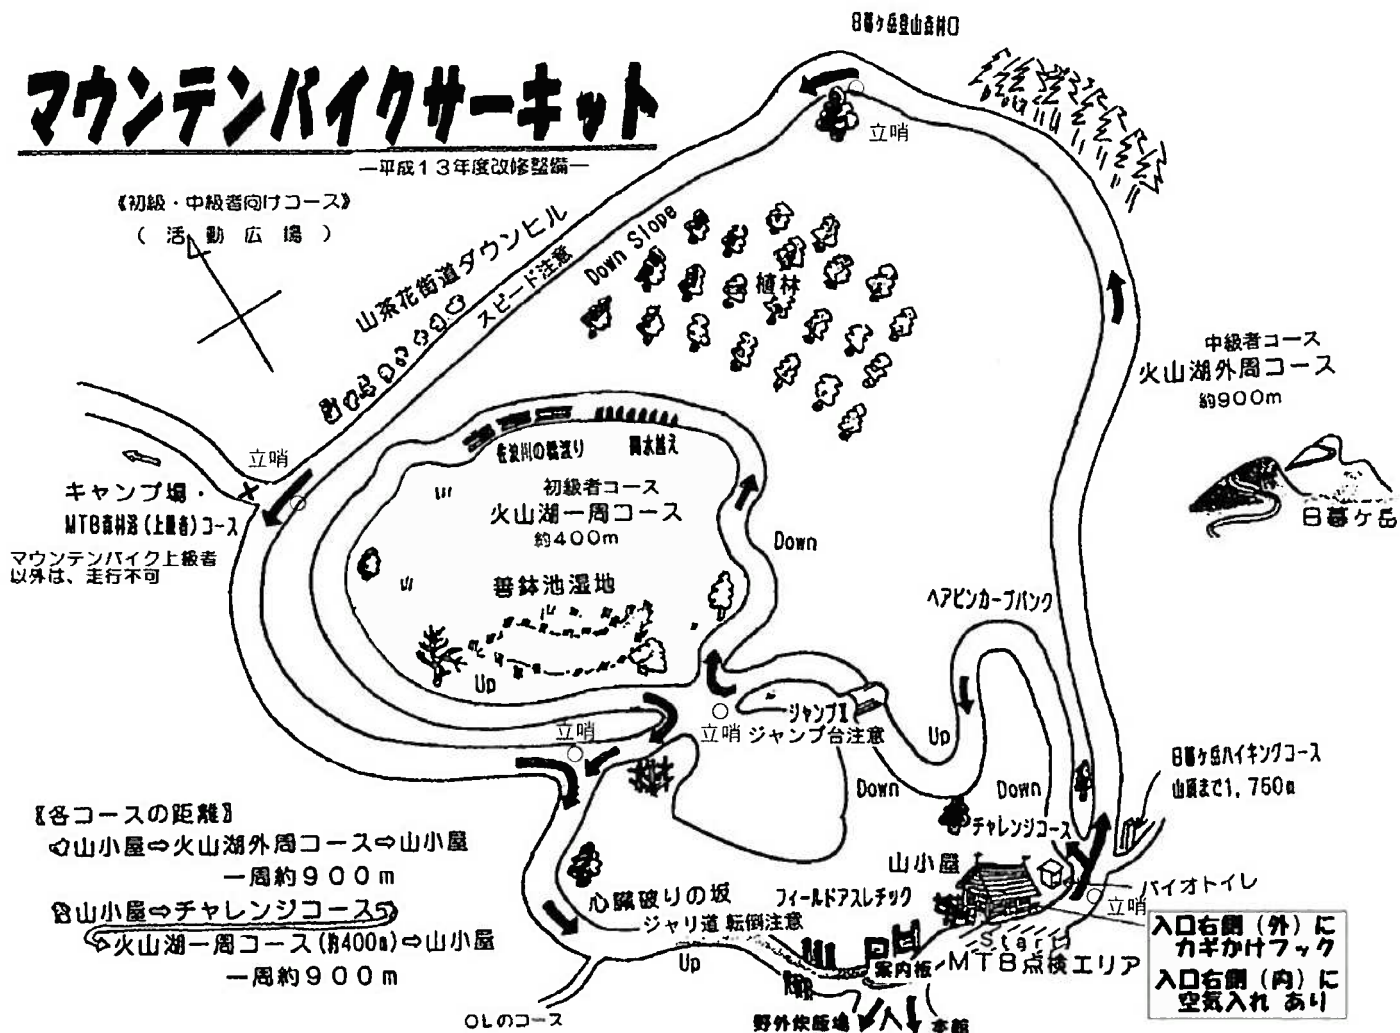 マウンテンバイクサーキット
―平成13年度改修整備―
《初級・中級者向けコース》
(活動広場)
日暮ヶ岳登山森林口
立哨
山茶花街道ダウンヒル
スピード注意
Down Slope
植林
中級者コース
火山湖外周コース
約900m
日暮ヶ岳
立哨
キャンプ場・
MTB森林浴(上級者)コース
マウンテンバイク上級者
以外は、走行不可
佐波川の橋渡り
初級者コース
火山湖一周コース
約400m
善鉢池湿地
Down
Up
ヘアピンカーブバンク
立哨
立哨
ジャンプ
ジャンプ台注意
Up
Down
Down
日暮ヶ岳ハイキングコース
山頂まで1,750m
チャレンジコース
山小屋
バイオトイレ
立哨
フィールドアスレチック
Start
MTB点検エリア
案内板
入口右側(外)に
カギかけフック
入口右側(内)に
空気入れ あり
心臓破りの坂
ジャリ道 転倒注意
Up
野外炊飯場
本館
OLのコース
〖各コースの距離〗
山小屋⇨火山湖外周コース⇨山小屋
一周約900m
山小屋⇨チャレンジコース
火山湖一周コース(約400m)⇨山小屋
一周約900m